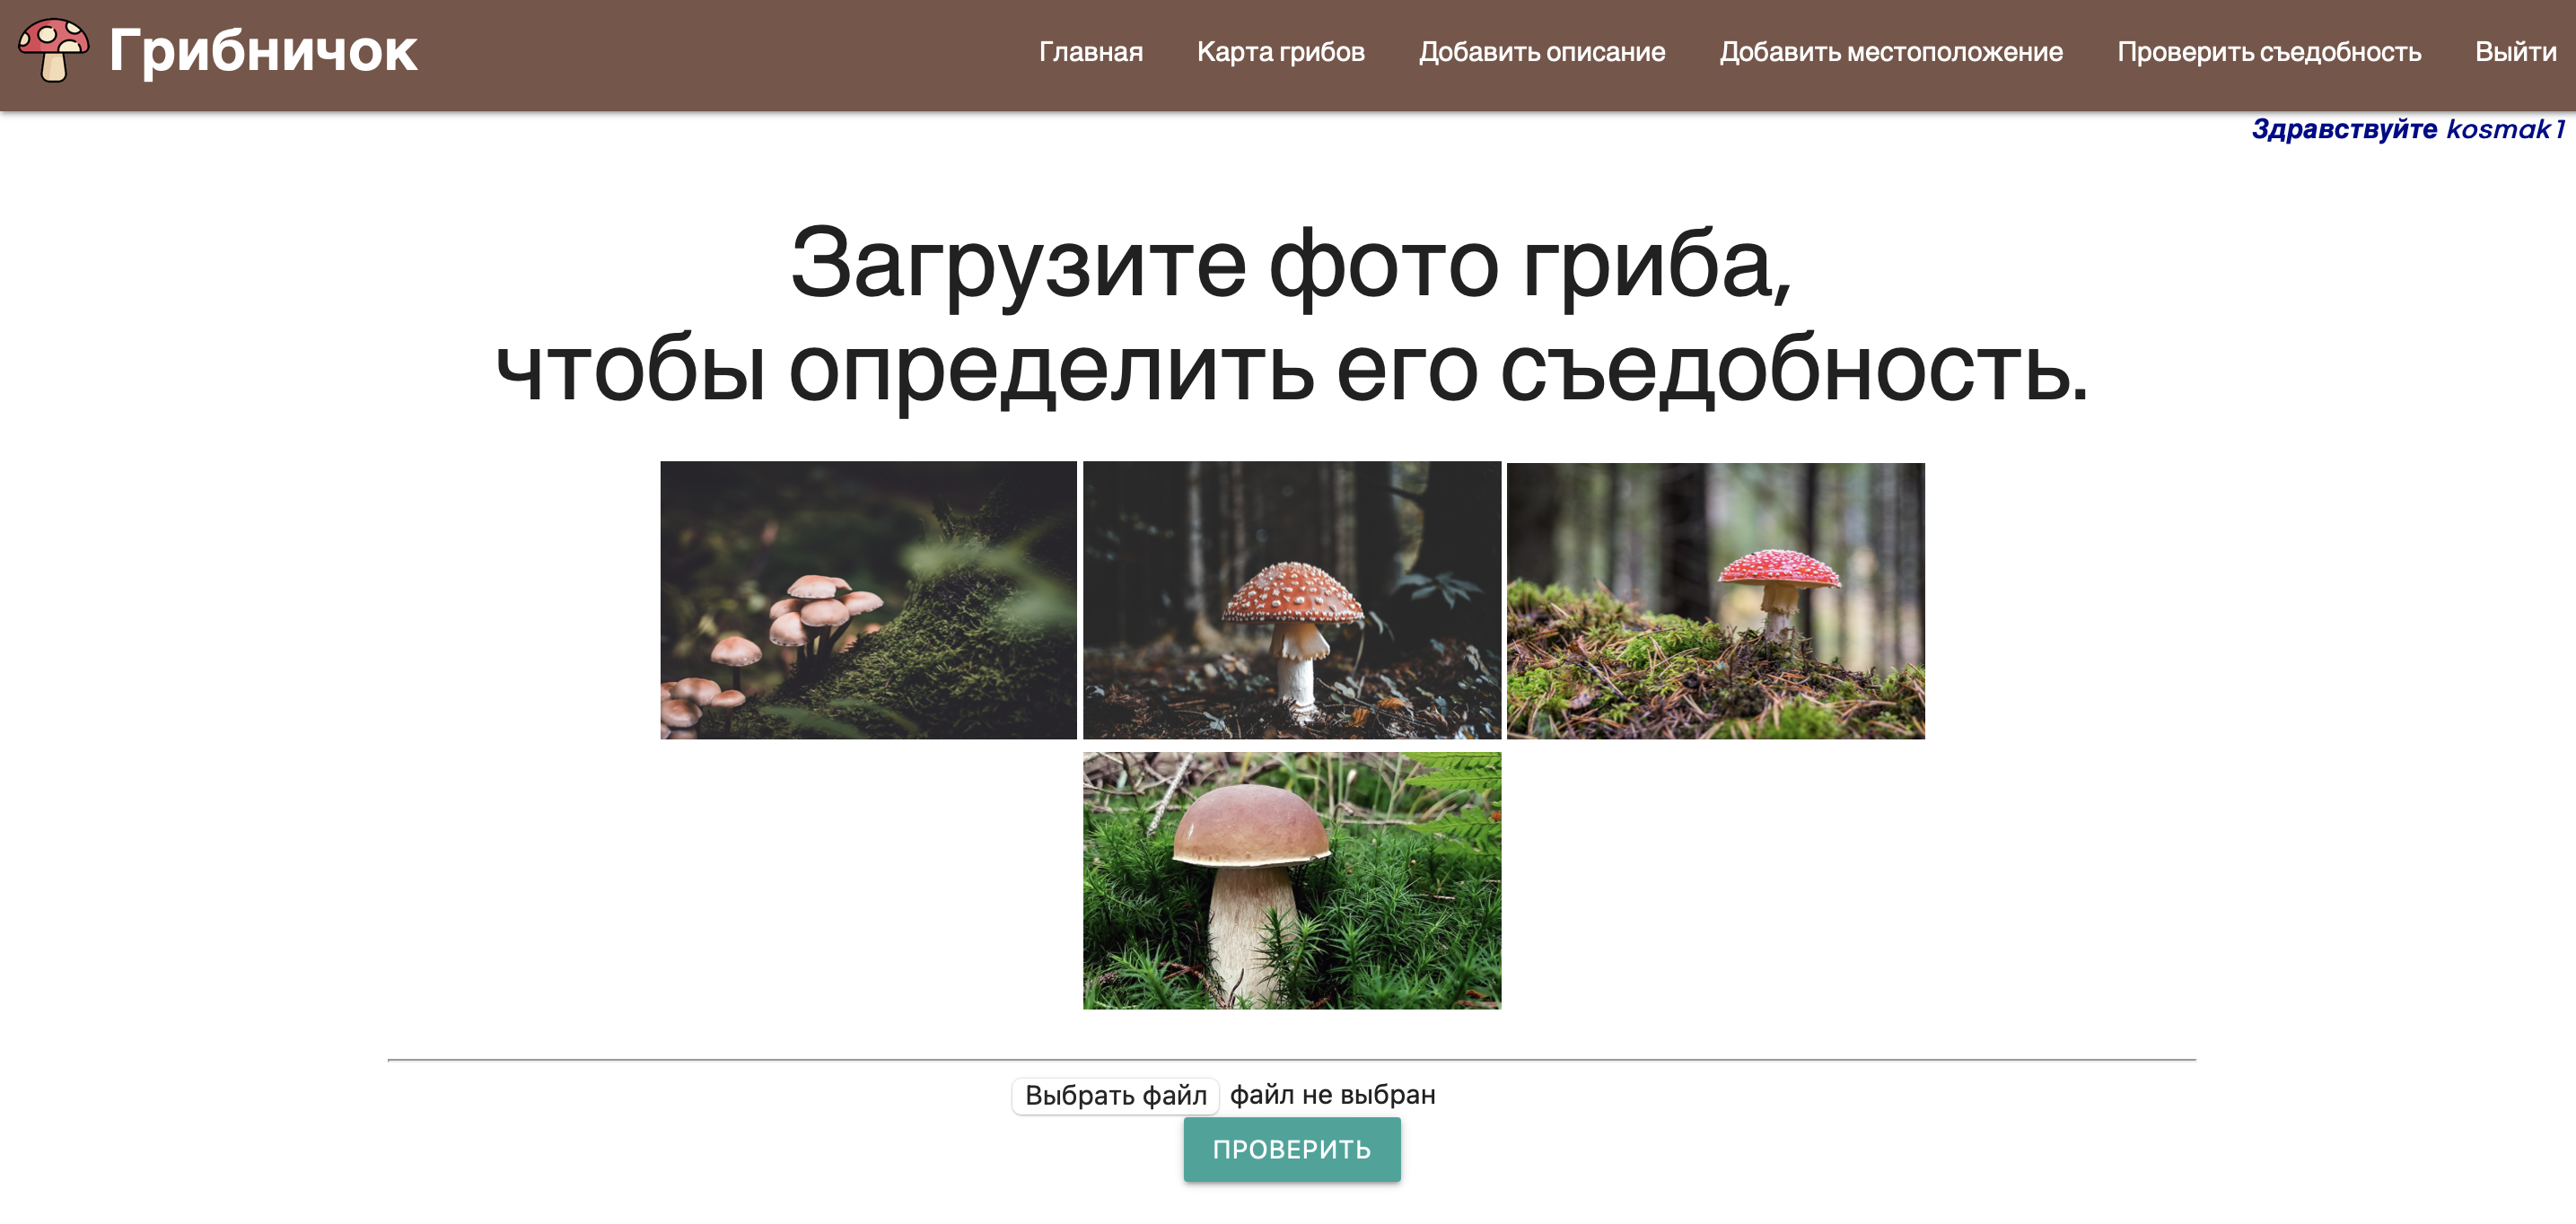 Грибничок
Главная Карта грибов Добавить описание Добавить местоположение Проверить съедобность Выйти
Здравствуйте kosmak1
Загрузите фото гриба,
чтобы определить его съедобность.
Выбрать файл файл не выбран
ПРОВЕРИТЬ